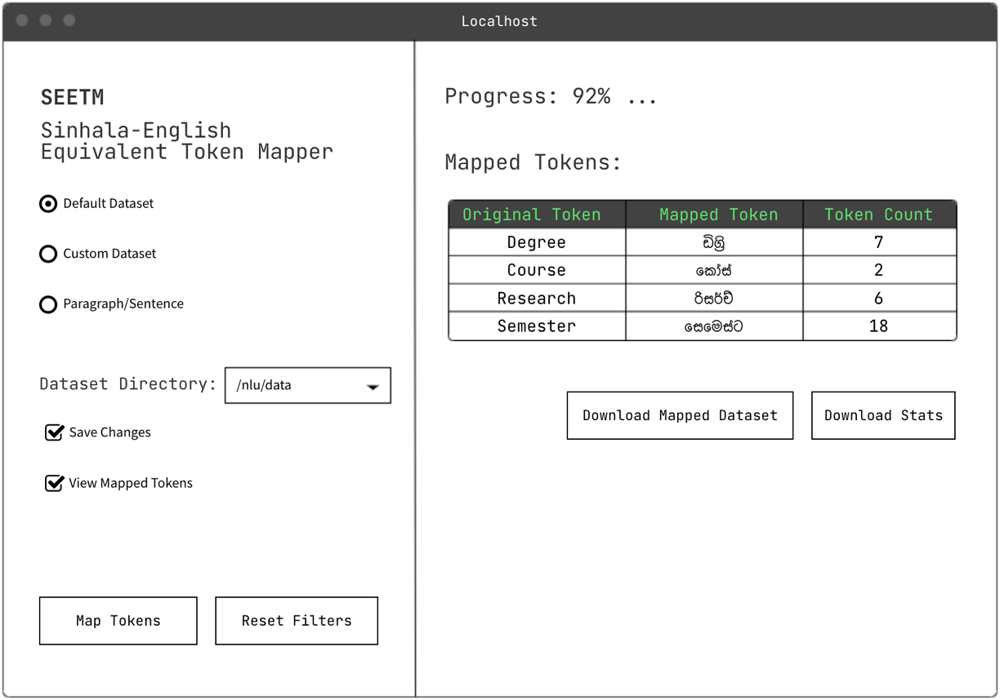 Localhost
SEETM
Sinhala-English
Equivalent Token Mapper
Default Dataset
Custom Dataset
Paragraph/Sentence
Dataset Directory: /nlu/data
Save Changes
View Mapped Tokens
Map Tokens Reset Filters
Progress: 92% ...
Mapped Tokens:
Original Token Mapped Token Token Count
Degree ඩිග්‍රි 7
Course කෝස් 2
Research රිසර්ච් 6
Semester සෙමෙස්ට 18
Download Mapped Dataset Download Stats